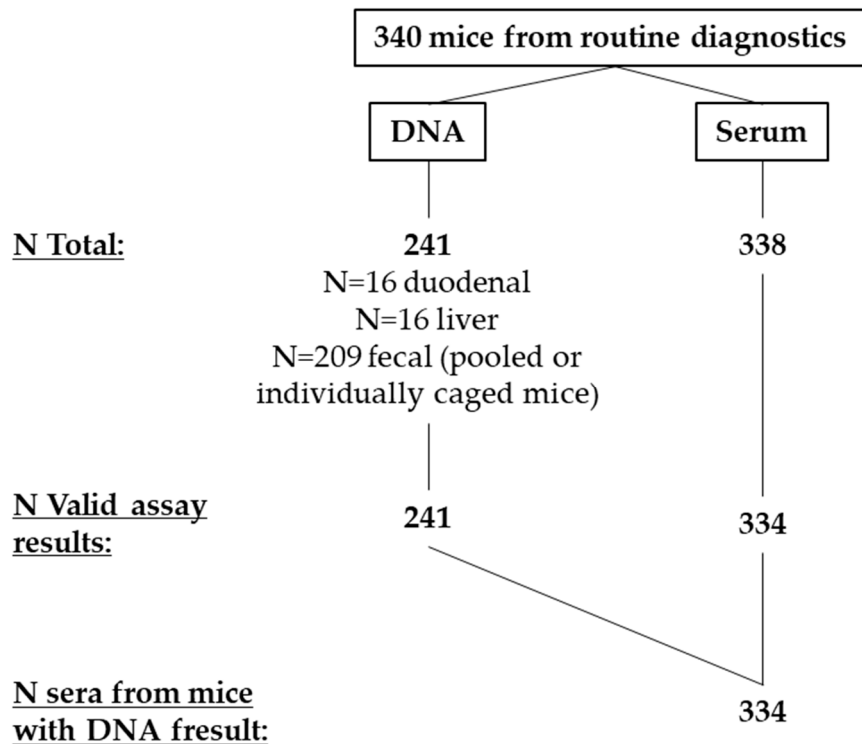 340 mice from routine diagnostics
DNA
Serum
N Total:
241
338
N=16 duodenal
N=16 liver
N=209 fecal (pooled or
individually caged mice)
N Valid assay
results:
241
334
N sera from mice
with DNA fresult:
334